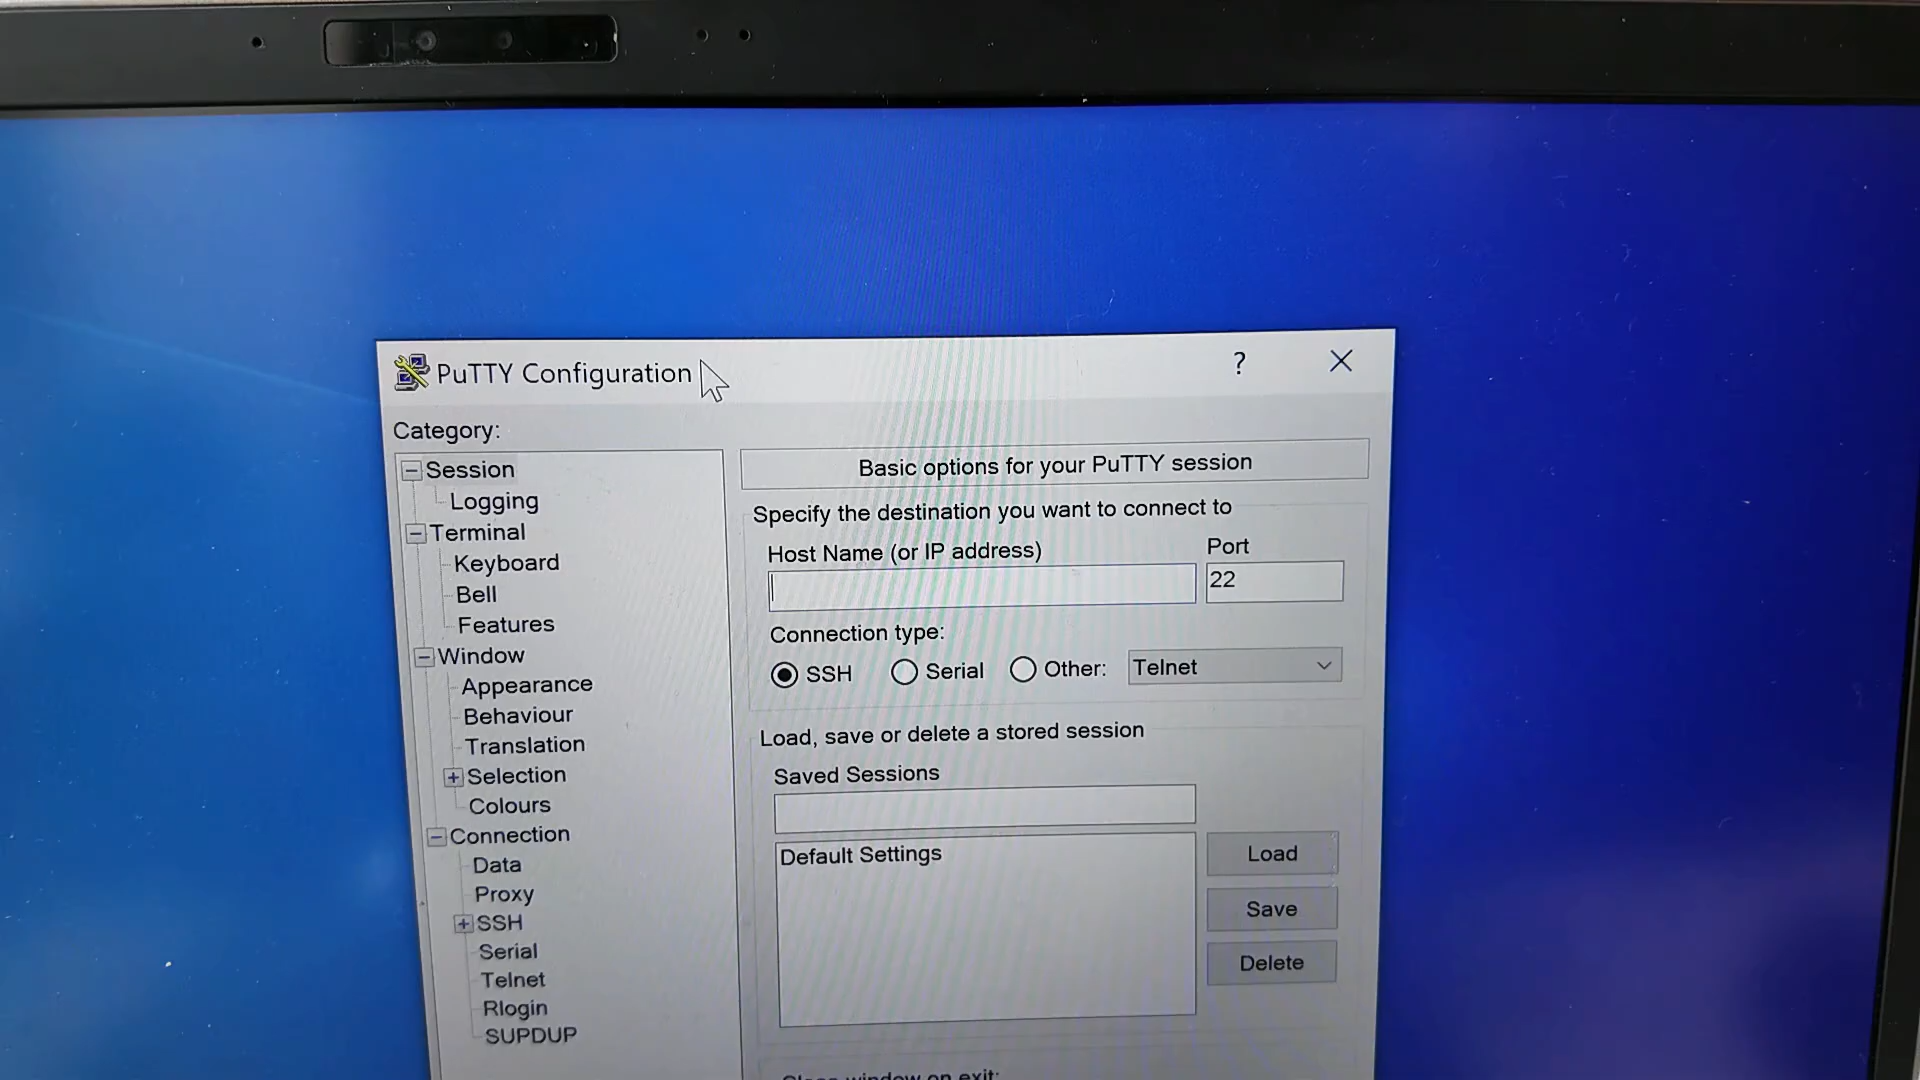 PuTTY Configuration
?
Category:
Session
Logging
Terminal
Keyboard
Bell
Features
Window
Appearance
Behaviour
Translation
Selection
Colours
Connection
Data
Proxy
SSH
Serial
Telnet
Rlogin
SUPDUP
Basic options for your PuTTY session
Specify the destination you want to connect to
Host Name (or IP address) Port
22
Connection type:
SSH Serial Other: Telnet
Load, save or delete a stored session
Saved Sessions
Default Settings
Load
Save
Delete
window on exit: